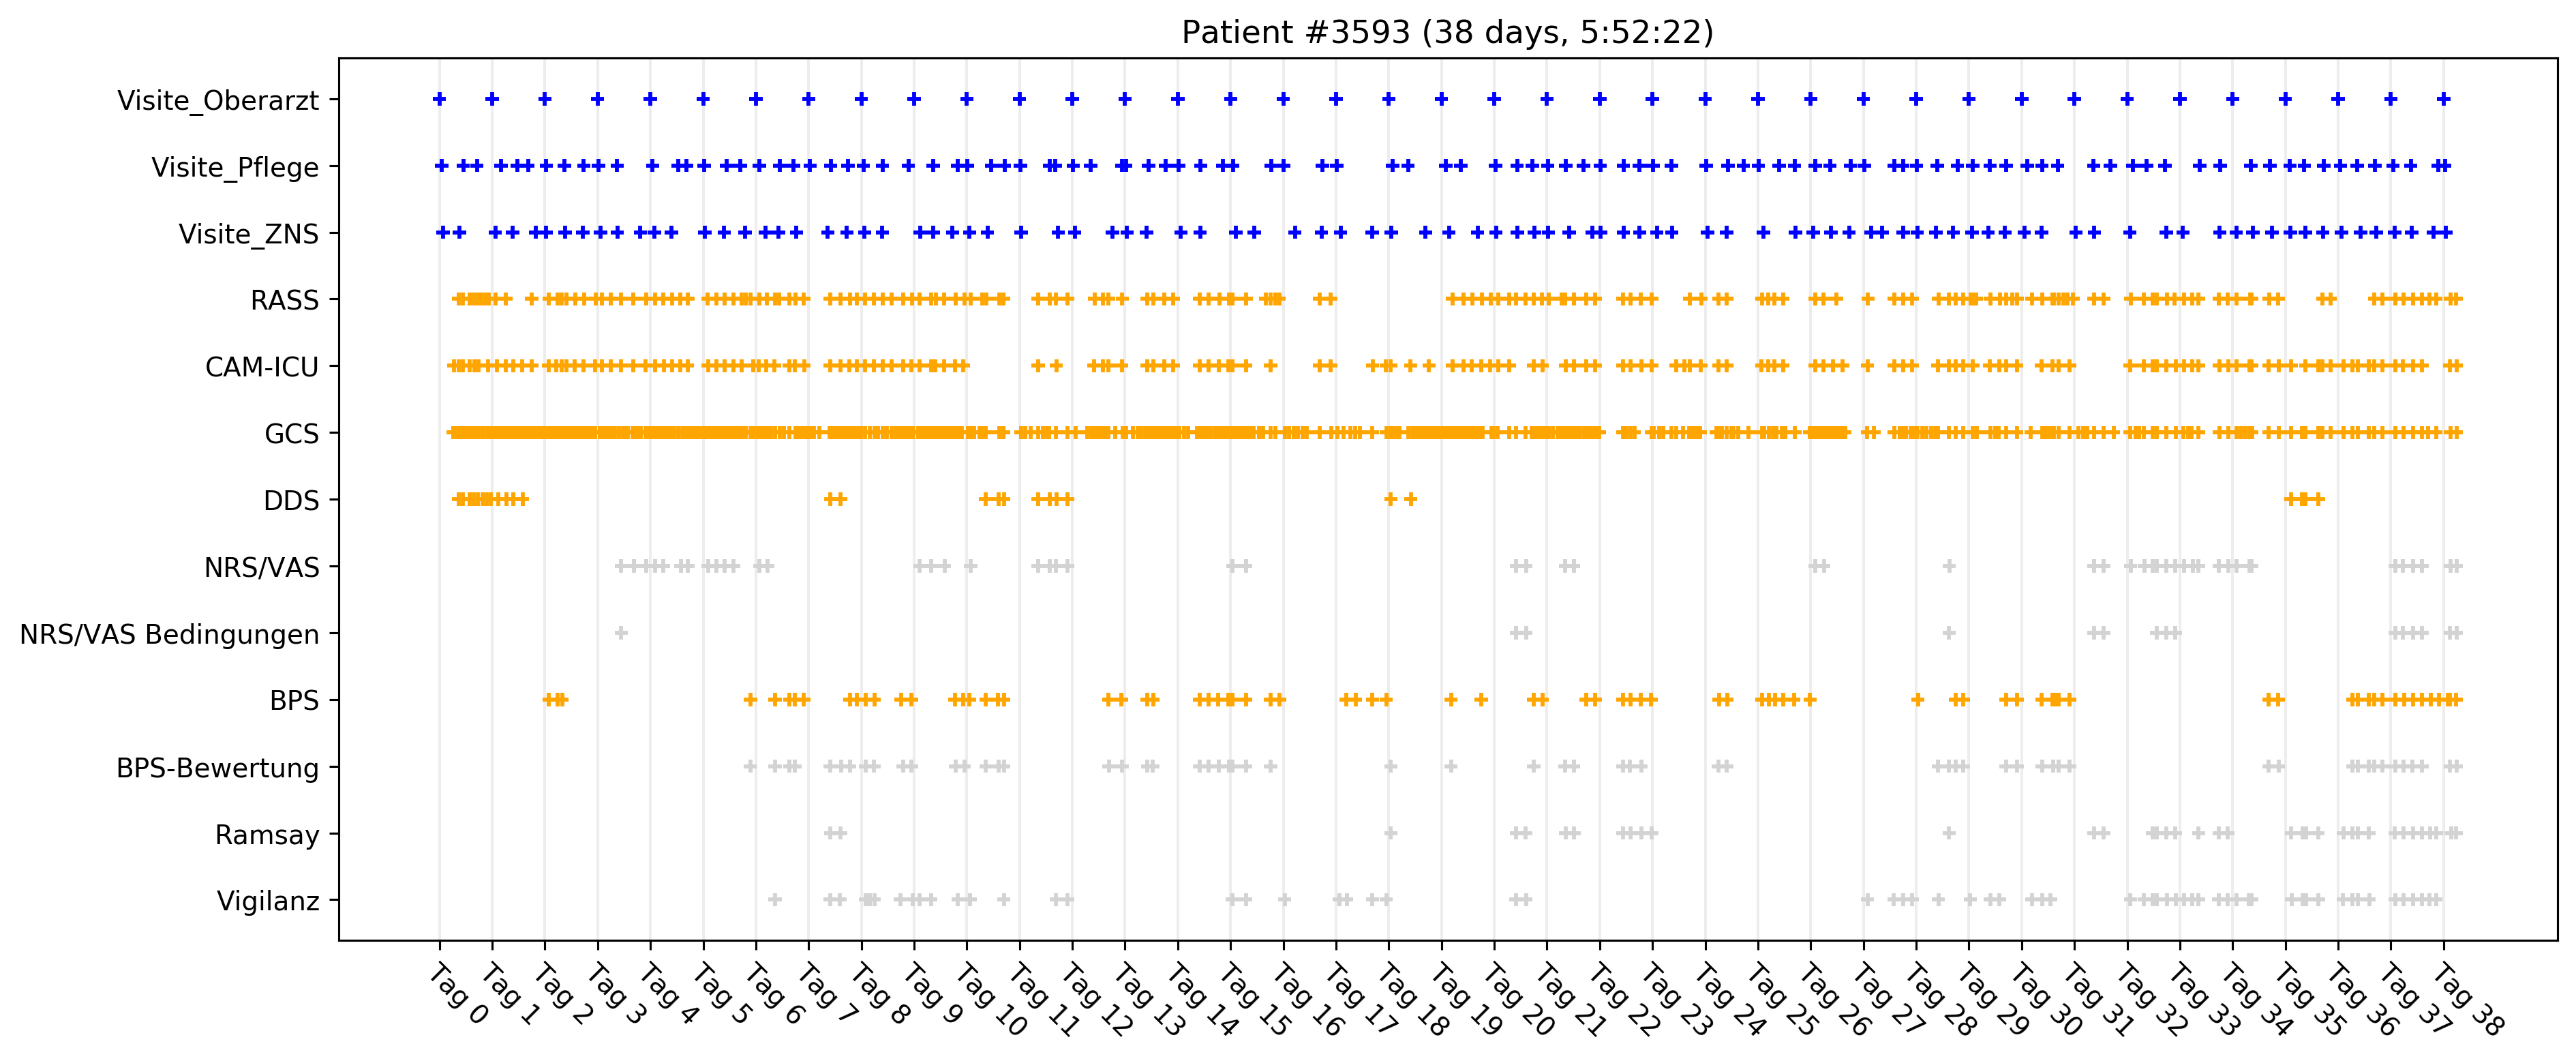 Patient #3593 (38 days, 5:52:22)
Visite_Oberarzt
Visite_Pflege
Visite_ZNS
RASS
CAM-ICU
GCS
DDS
NRS/VAS
NRS/VAS Bedingungen
BPS
BPS-Bewertung
Ramsay
Vigilanz
Tag 0
Tag 1
Tag 2
Tag 3
Tag 4
Tag 5
Tag 6
Tag 7
Tag 8
Tag 9
Tag 10
Tag 11
Tag 12
Tag 13
Tag 14
Tag 15
Tag 16
Tag 17
Tag 18
Tag 19
Tag 20
Tag 21
Tag 22
Tag 23
Tag 24
Tag 25
Tag 26
Tag 27
Tag 28
Tag 29
Tag 30
Tag 31
Tag 32
Tag 33
Tag 34
Tag 35
Tag 36
Tag 37
Tag 38